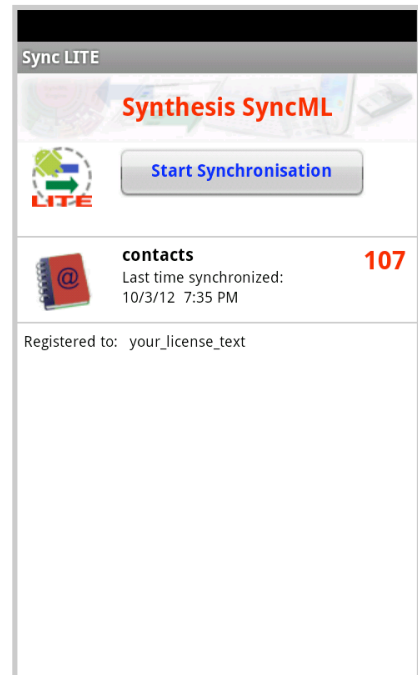 Sync LITE
Synthesis SyncML
LITE
Start Synchronisation
@
contacts
107
Last time synchronized:
10/3/12 7:35 PM
Registered to: your_license_text